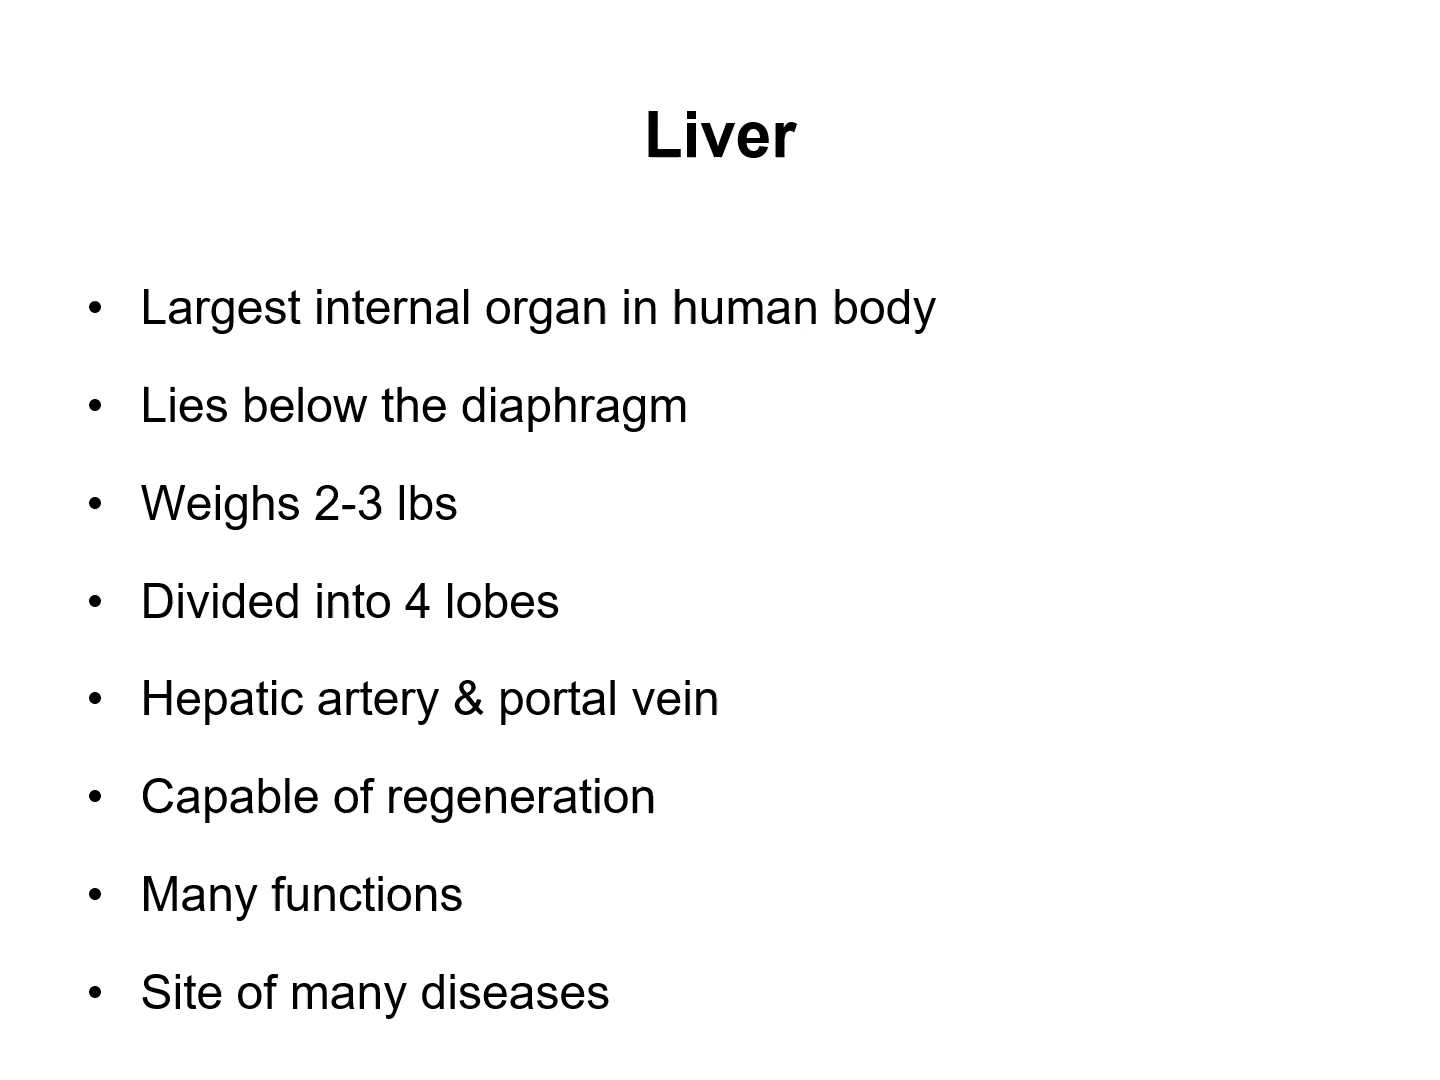 Liver
• Largest internal organ in human body
• Lies below the diaphragm
• Weighs 2-3 lbs
• Divided into 4 lobes
• Hepatic artery & portal vein
• Capable of regeneration
• Many functions
• Site of many diseases